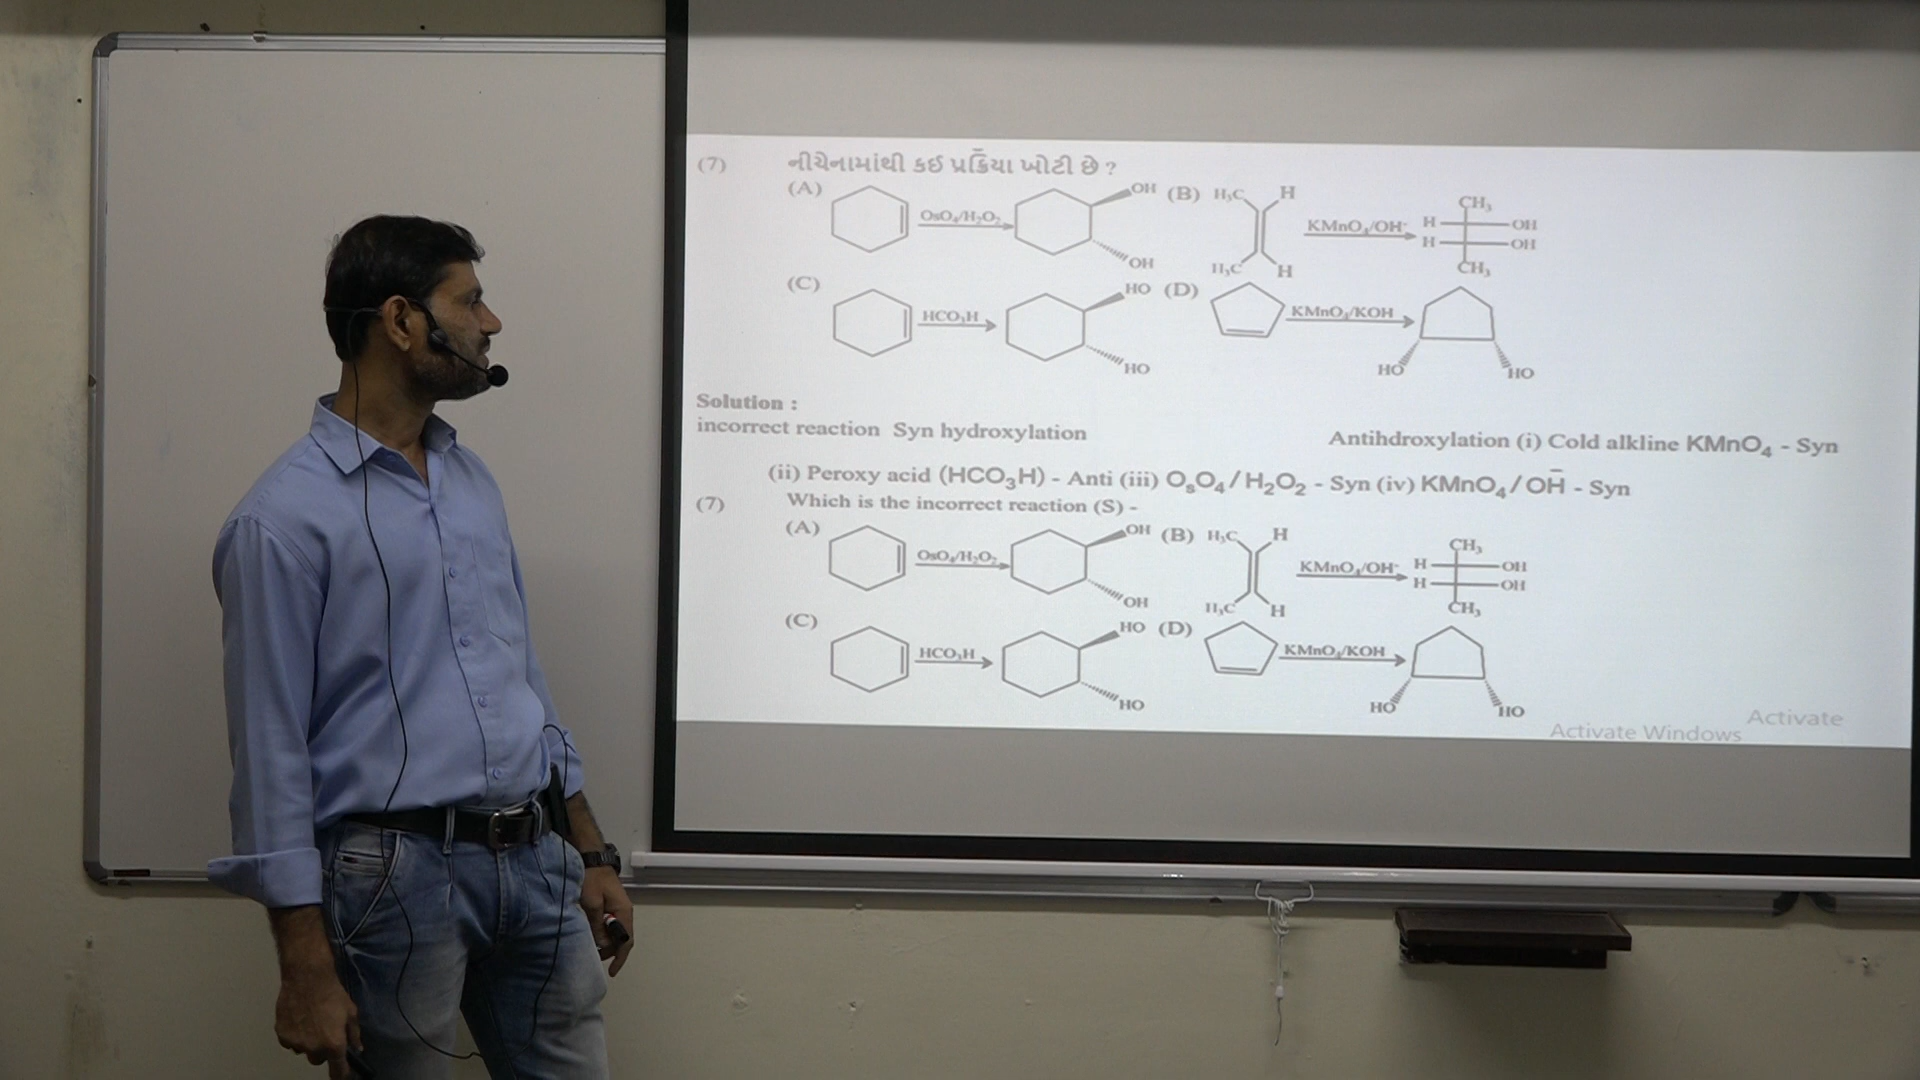 (7) નીચેનામાંથી કઈ પ્રક્રિયા ખોટી છે ?
(A) OsO₄/H₂O₂ OH OH (B) H₃C H H₃C H KMnO₄/OH⁻ CH₃ H OH H OH CH₃
(C) HCO₃H HO HO (D) KMnO₄/KOH HO HO
Solution :
incorrect reaction Syn hydroxylation Antihdroxylation (i) Cold alkline KMnO₄ - Syn
(ii) Peroxy acid (HCO₃H) - Anti (iii) OₛO₄/H₂O₂ - Syn (iv) KMnO₄/OH̄ - Syn
(7) Which is the incorrect reaction (S) -
(A) OsO₄/H₂O₂ OH OH (B) H₃C H H₃C H KMnO₄/OH⁻ CH₃ H OH H OH CH₃
(C) HCO₃H HO HO (D) KMnO₄/KOH HO HO
Activate Windows Activate